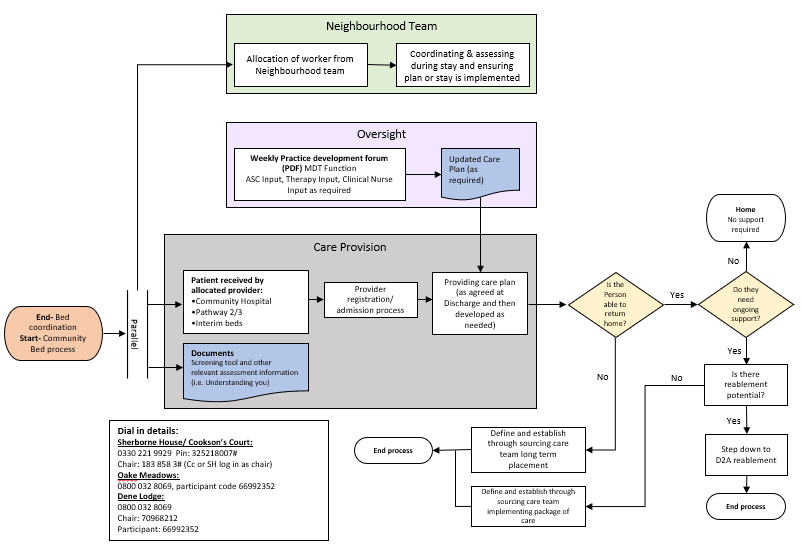 Neighbourhood Team
Allocation of worker from
Neighbourhood team
Coordinating & assessing
during stay and ensuring
plan or stay is implemented
Oversight
Weekly Practice development forum
(PDF) MDT Function
ASC Input, Therapy Input, Clinical Nurse
Input as required
Updated Care
Plan (as
required)
Care Provision
Patient received by
allocated provider:
•Community Hospital
•Pathway 2/3
•Interim beds
Provider
registration/
admission process
Providing care plan
(as agreed at
Discharge and then
developed as
needed)
Documents
Screening tool and other
relevant assessment information
(i.e. Understanding you)
End- Bed
coordination
Start- Community
Bed process
Parallel
Is the
Person
able to
return
home?
Yes
No
Do they
need
ongoing
support?
No
Home
No support
required
Yes
Is there
reablement
potential?
No
Yes
Step down to
D2A reablement
End process
Define and establish
through sourcing care
team long term
placement
Define and establish through
sourcing care team
implementing package of
care
End process
Dial in details:
Sherborne House/ Cookson's Court:
0330 221 9929 Pin: 325218007#
Chair: 183 858 3# (Cc or SH log in as chair)
Oake Meadows:
0800 032 8069, participant code 66992352
Dene Lodge:
0800 032 8069
Chair: 70968212
Participant: 66992352